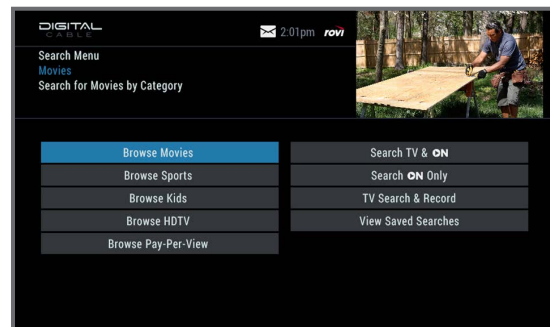 DIGITAL
CABLE
2:01pm rovi
Search Menu
Movies
Search for Movies by Category
Browse Movies
Search TV & ON
Browse Sports
Search ON Only
Browse Kids
TV Search & Record
Browse HDTV
View Saved Searches
Browse Pay-Per-View